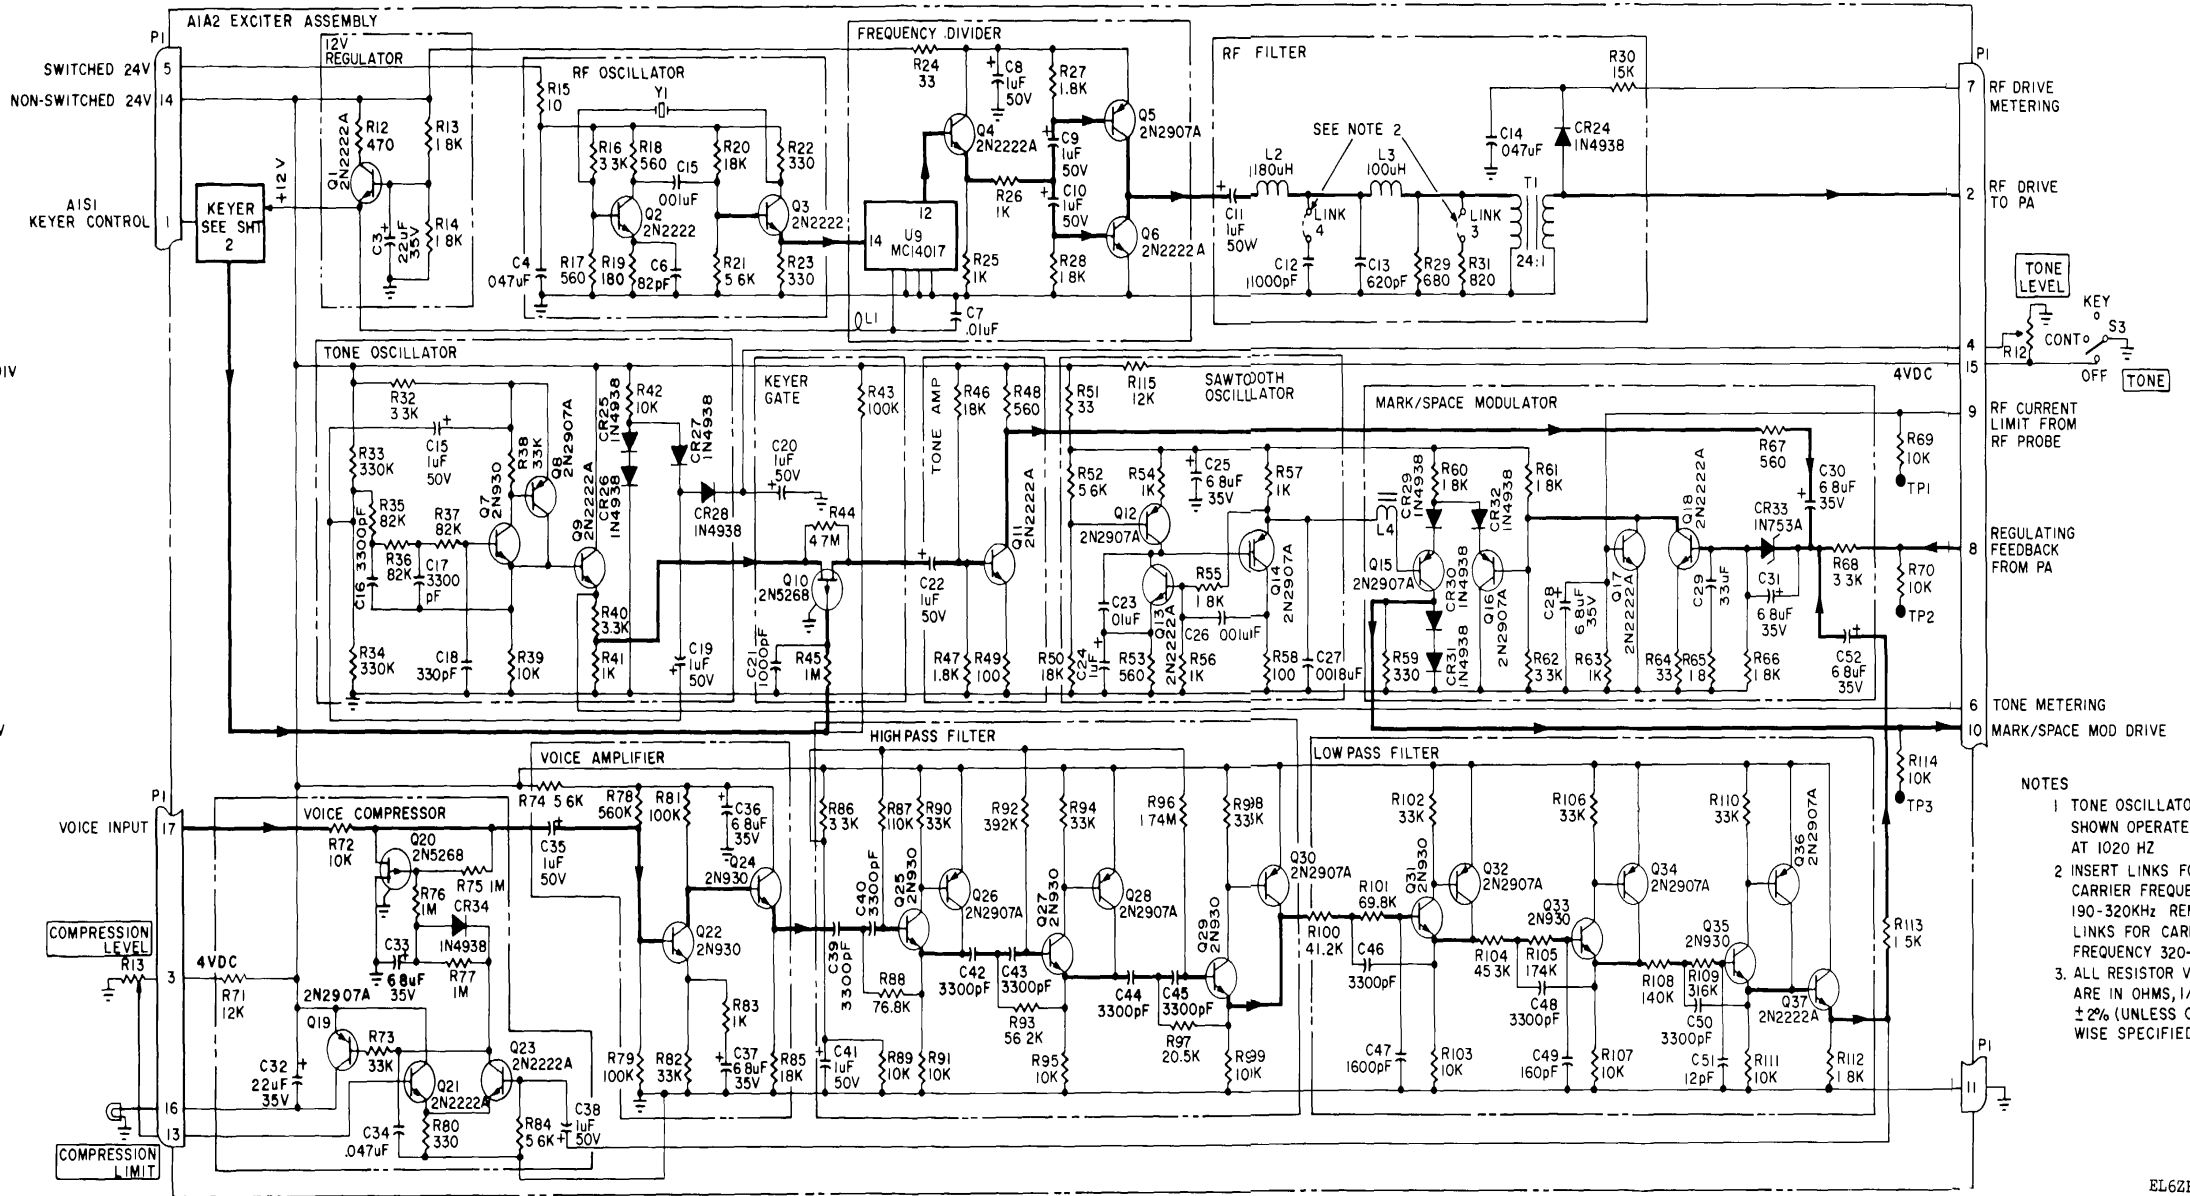 A1A2 EXCITER ASSEMBLY
P1
SWITCHED 24V 5
NON-SWITCHED 24V 14
A1S1
KEYER CONTROL 1
KEYER
SEE SHT
2
+12V
12V
REGULATOR
Q1
2N2222A
R12
470
R13
1.8K
R14
1.8K
C3
22uF
35V
RF OSCILLATOR
R15
10
Y1
R16
3.3K
R18
560
C15
.001uF
R20
18K
R22
330
Q2
2N2222
Q3
2N2222
C4
.047uF
R17
560
R19
180
C6
82pF
R21
5.6K
R23
330
FREQUENCY DIVIDER
R24
33
C8
1uF
50V
R27
1.8K
Q4
2N2222A
C9
1uF
50V
Q5
2N2907A
R26
1K
C10
1uF
50V
12
14
U9
MC14017
R25
1K
R28
1.8K
Q6
2N2222A
C7
.01uF
L1
RF FILTER
R30
15K
SEE NOTE 2
C14
.047uF
CR24
1N4938
L2
1180uH
L3
100uH
T1
24:1
C11
1uF
50W
LINK
4
LINK
3
C12
11000pF
C13
620pF
R29
680
R31
820
P1
7 RF DRIVE
METERING
2 RF DRIVE
TO PA
TONE
LEVEL
R12
KEY
CONT
S3
OFF
TONE
4
15
4VDC
9 RF CURRENT
LIMIT FROM
RF PROBE
R69
10K
TP1
8 REGULATING
FEEDBACK
FROM PA
R70
10K
TP2
6 TONE METERING
10 MARK/SPACE MOD DRIVE
R114
10K
TP3
TONE OSCILLATOR
R32
3.3K
C15
1uF
50V
R33
330K
R35
82K
R36
82K
R37
82K
C16 3300pF
C17
3300
pF
R38
33K
Q7
2N930
Q8
2N2907A
Q9
2N2222A
CR25
1N4938
CR26
1N4938
R42
10K
CR27
1N4938
CR28
1N4938
R34
330K
C18
330pF
R39
10K
R40
3.3K
R41
1K
C19
1uF
50V
KEYER
GATE
C20
1uF
50V
R43
100K
R44
4.7M
Q10
2N5268
C21
1000pF
R45
1M
TONE AMP
R46
18K
R48
560
C22
1uF
50V
Q11
2N2222A
R47
1.8K
R49
100
SAWTOOTH
OSCILLATOR
R51
33
R115
12K
R52
5.6K
R54
1K
C25
6.8uF
35V
R57
1K
Q12
2N2907A
R55
1.8K
Q14
2N2907A
C23
.01uF
Q13
2N2222A
C26 .001uF
R50
18K
C24
1uF
R53
560
R56
1K
R58
100
C27
.0018uF
MARK/SPACE MODULATOR
L4
CR29
1N4938
R60
1.8K
CR32
1N4938
R61
1.8K
Q15
2N2907A
CR30
1N4938
Q16
2N2907A
CR31
1N4938
R59
330
R62
3.3K
C28
6.8uF
35V
R63
1K
Q17
2N2222A
Q18
2N2222A
R64
33
R65
1.8
C29
.33uF
R66
1.8K
C31
6.8uF
35V
CR33
1N753A
R67
560
C30
6.8uF
35V
R68
3.3K
C52
6.8uF
35V
P1
VOICE INPUT 17
VOICE COMPRESSOR
R72
10K
Q20
2N5268
R75 1M
R76
1M
CR34
1N4938
C33
6.8uF
35V
R77
1M
COMPRESSION
LEVEL
R13
3
4VDC
R71
12K
2N2907A
Q19
R73
33K
C32
22uF
35V
Q21
2N2222A
Q23
2N2222A
16
13
C34
.047uF
R80
330
R84
5.6K
C38
1uF
50V
COMPRESSION
LIMIT
VOICE AMPLIFIER
R74 5.6K
C35
1uF
50V
R78
560K
R81
100K
C36
6.8uF
35V
Q24
2N930
Q22
2N930
R83
1K
R79
100K
R82
33K
C37
6.8uF
35V
R85
18K
HIGH PASS FILTER
R86
3.3K
R87
110K
R90
33K
R92
392K
R94
33K
R96
1.74M
R98
33K
C39
3300pF
C40
3300pF
Q25
2N930
Q26
2N2907A
Q27
2N930
Q28
2N2907A
Q29
2N930
Q30
2N2907A
C42
3300pF
C43
3300pF
C44
3300pF
C45
3300pF
R88
76.8K
R93
56.2K
R97
20.5K
C41
1uF
50V
R89
10K
R91
10K
R95
10K
R99
10K
LOW PASS FILTER
R102
33K
R106
33K
R110
33K
R100
41.2K
R101
69.8K
Q31
2N930
Q32
2N2907A
Q33
2N930
Q34
2N2907A
Q35
2N930
Q36
2N2907A
Q37
2N2222A
C46
3300pF
R104
45.3K
R105
174K
C48
3300pF
R108
140K
R109
316K
C50
3300pF
C47
1600pF
R103
10K
C49
160pF
R107
10K
C51
12pF
R111
10K
R112
1.8K
R113
1.5K
P1
11
NOTES
1 TONE OSCILLATO
SHOWN OPERATE
AT 1020 HZ
2 INSERT LINKS FO
CARRIER FREQUE
190-320KHz REM
LINKS FOR CAR
FREQUENCY 320-
3. ALL RESISTOR V
ARE IN OHMS, 1/
±2% (UNLESS O
WISE SPECIFIED
EL6Z